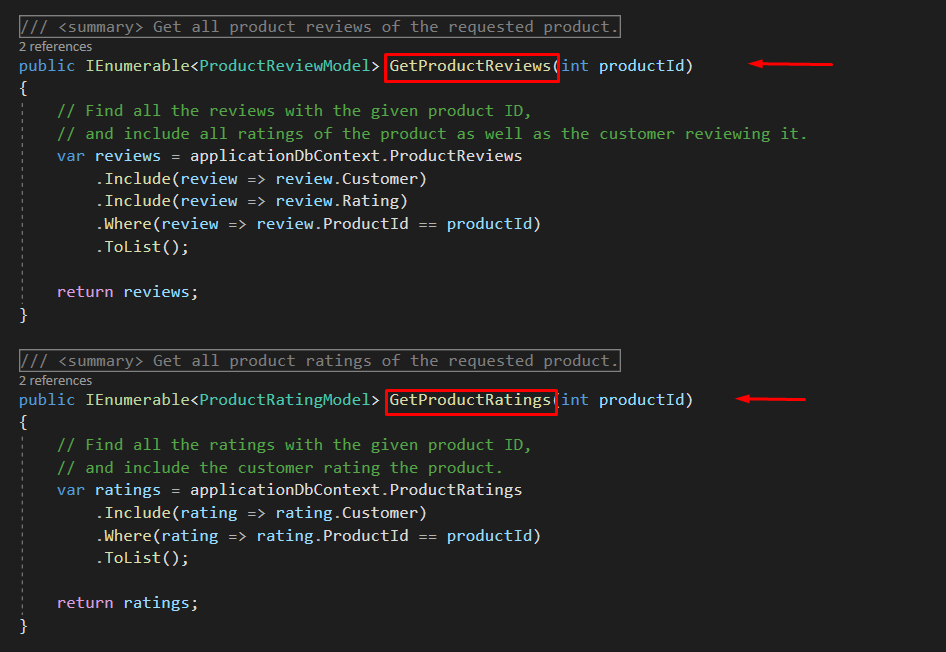 /// <summary> Get all product reviews of the requested product.
2 references
public IEnumerable<ProductReviewModel> GetProductReviews(int productId)
{
// Find all the reviews with the given product ID,
// and include all ratings of the product as well as the customer reviewing it.
var reviews = applicationDbContext.ProductReviews
.Include(review => review.Customer)
.Include(review => review.Rating)
.Where(review => review.ProductId == productId)
.ToList();
return reviews;
}
/// <summary> Get all product ratings of the requested product.
2 references
public IEnumerable<ProductRatingModel> GetProductRatings(int productId)
{
// Find all the ratings with the given product ID,
// and include the customer rating the product.
var ratings = applicationDbContext.ProductRatings
.Include(rating => rating.Customer)
.Where(rating => rating.ProductId == productId)
.ToList();
return ratings;
}